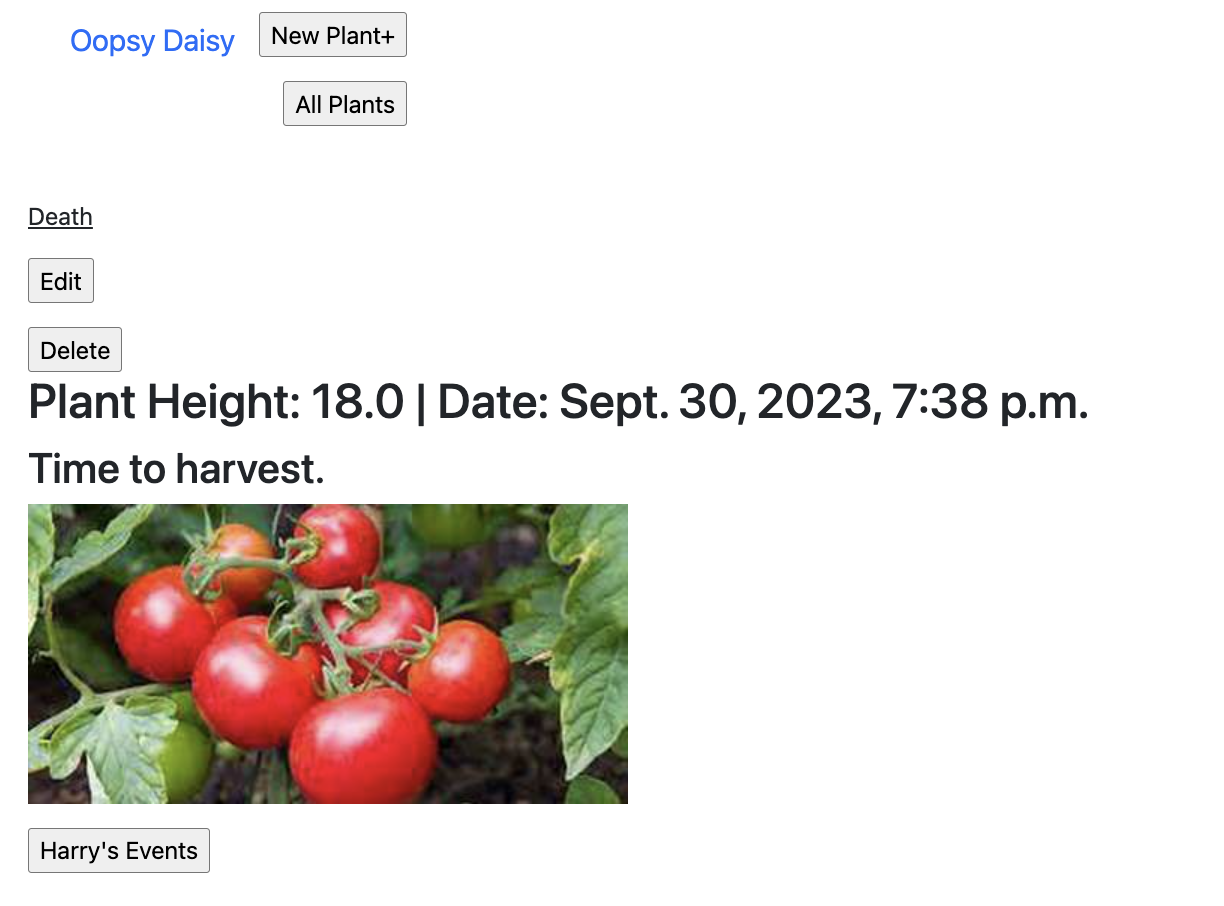 Oopsy Daisy New Plant+
All Plants
Death
Edit
Delete
Plant Height: 18.0 | Date: Sept. 30, 2023, 7:38 p.m.
Time to harvest.
Harry's Events